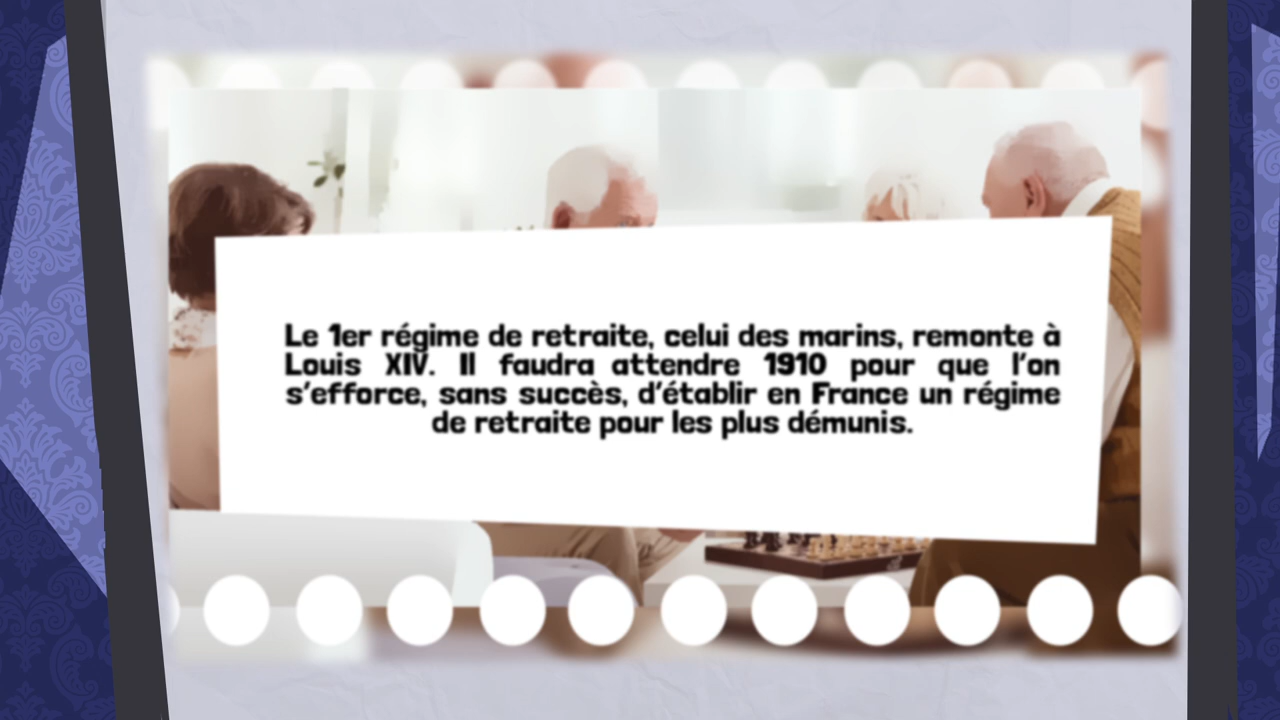 Le 1er régime de retraite, celui des marins, remonte à
Louis XIV. Il faudra attendre 1910 pour que l’on
s’efforce, sans succès, d’établir en France un régime
de retraite pour les plus démunis.